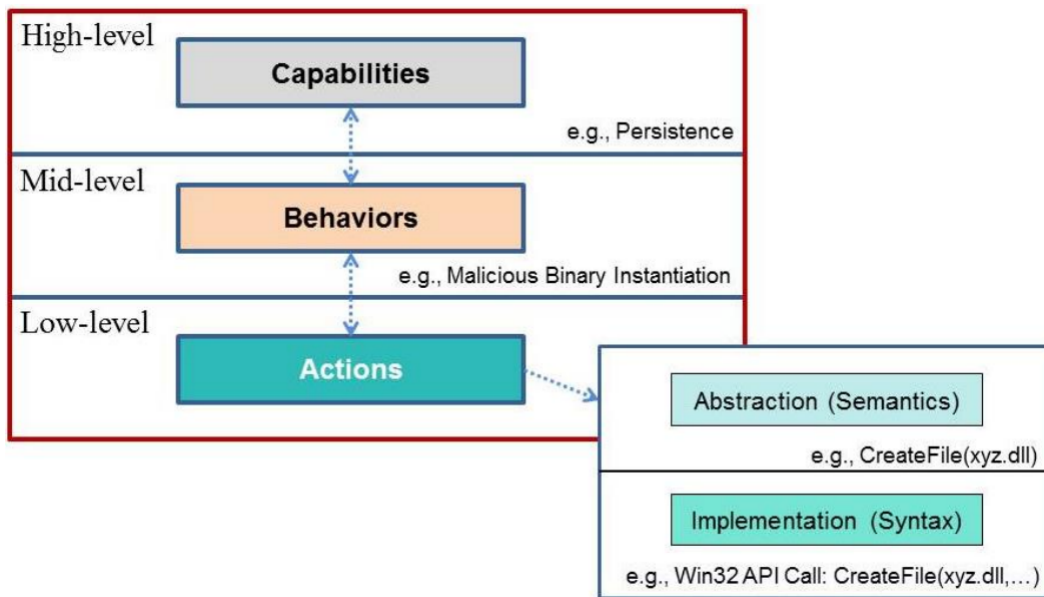 High-level
Capabilities
e.g., Persistence
Mid-level
Behaviors
e.g., Malicious Binary Instantiation
Low-level
Actions
Abstraction (Semantics)
e.g., CreateFile(xyz.dll)
Implementation (Syntax)
e.g., Win32 API Call: CreateFile(xyz.dll,…)